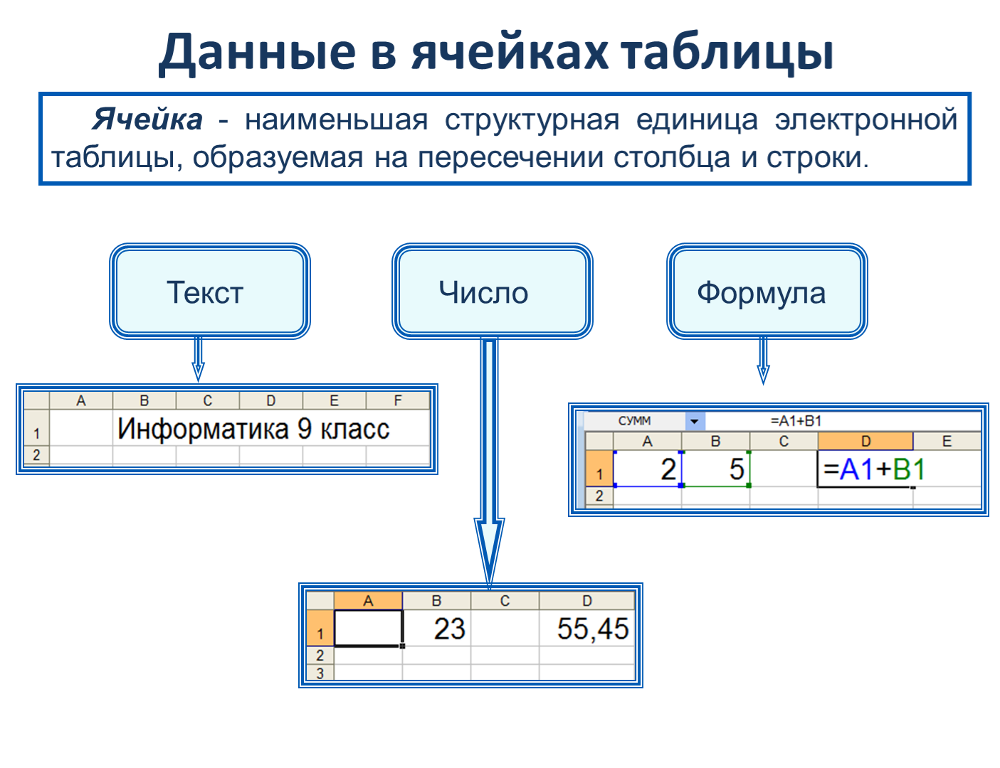 Данные в ячейках таблицы
Ячейка - наименьшая структурная единица электронной
таблицы, образуемая на пересечении столбца и строки.
Текст
Число
Формула
A B C D E F
1 Информатика 9 класс
2
СУММ =A1+B1
A B C D E
1 2 5 =A1+B1
2
A B C D
1 23 55,45
2
3